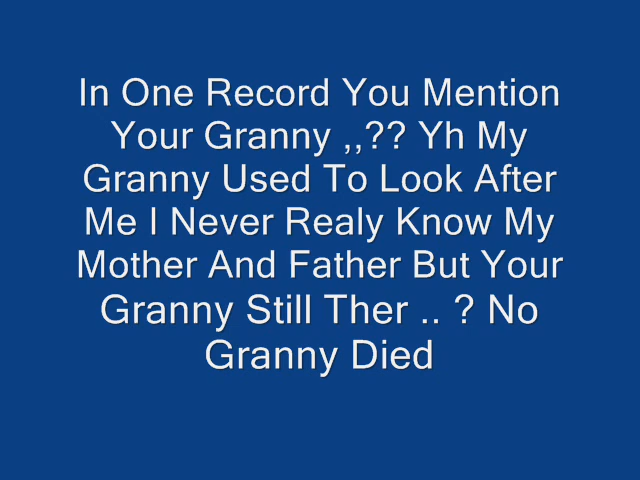 In One Record You Mention
Your Granny ,,?? Yh My
Granny Used To Look After
Me I Never Realy Know My
Mother And Father But Your
Granny Still Ther .. ? No
Granny Died